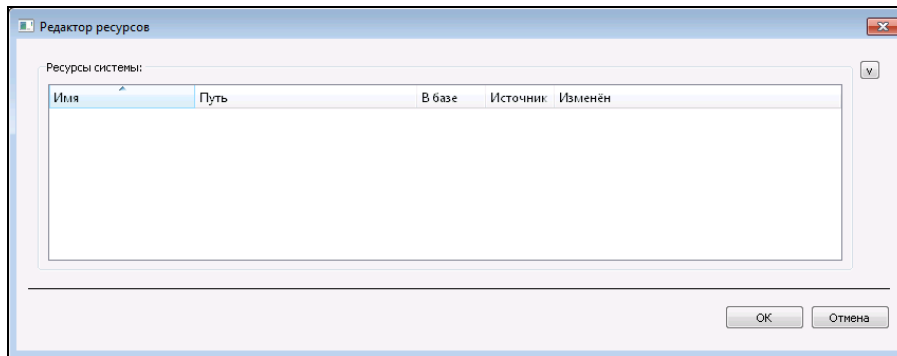 Редактор ресурсов
Ресурсы системы:
v
Имя Путь В базе Источник Изменён
OK Отмена